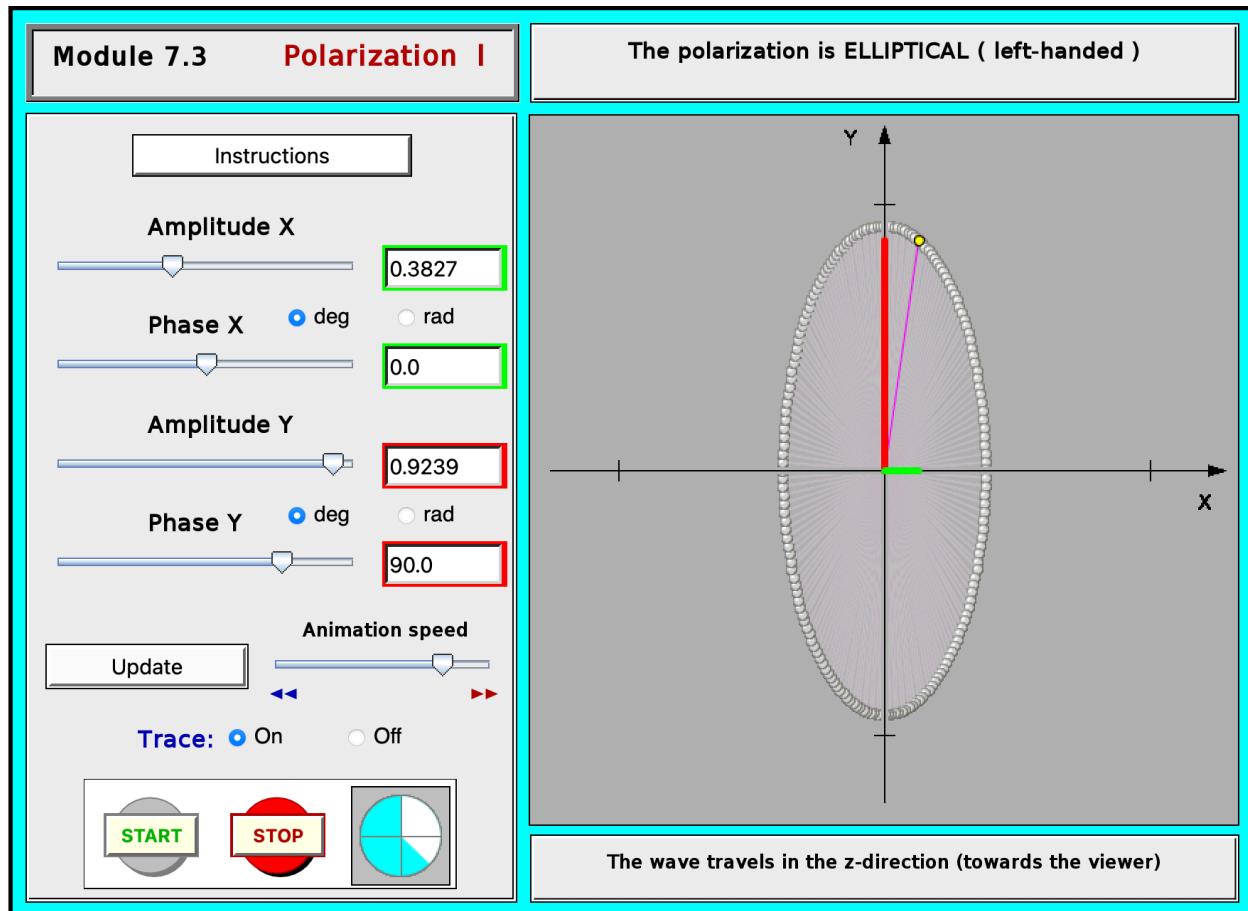 Module 7.3 Polarization I
The polarization is ELLIPTICAL ( left-handed )
Instructions
Amplitude X
0.3827
Phase X
deg
rad
0.0
Amplitude Y
0.9239
Phase Y
deg
rad
90.0
Animation speed
Update
Trace:
On
Off
START
STOP
Y
X
The wave travels in the z-direction (towards the viewer)